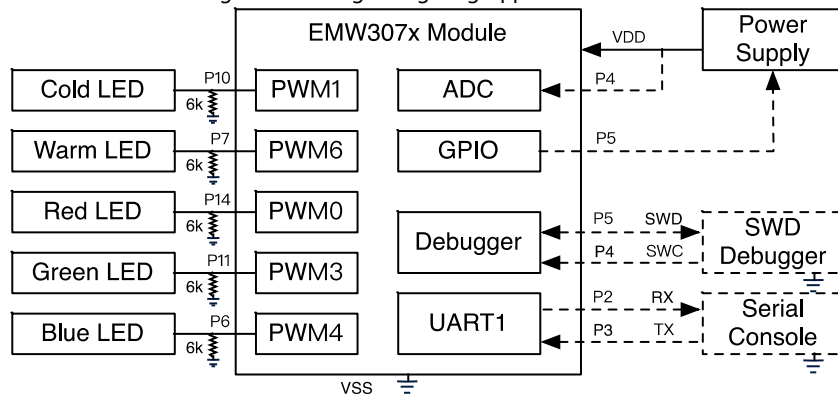 EMW307x Module
VDD
Power
Supply
P10
Cold LED
6k
PWM1
ADC
P4
P7
Warm LED
6k
PWM6
GPIO
P5
P14
Red LED
6k
PWM0
P5
SWD
Debugger
SWD
Debugger
P4
SWC
P11
Green LED
6k
PWM3
P6
Blue LED
6k
PWM4
UART1
P2
RX
P3
TX
Serial
Console
VSS